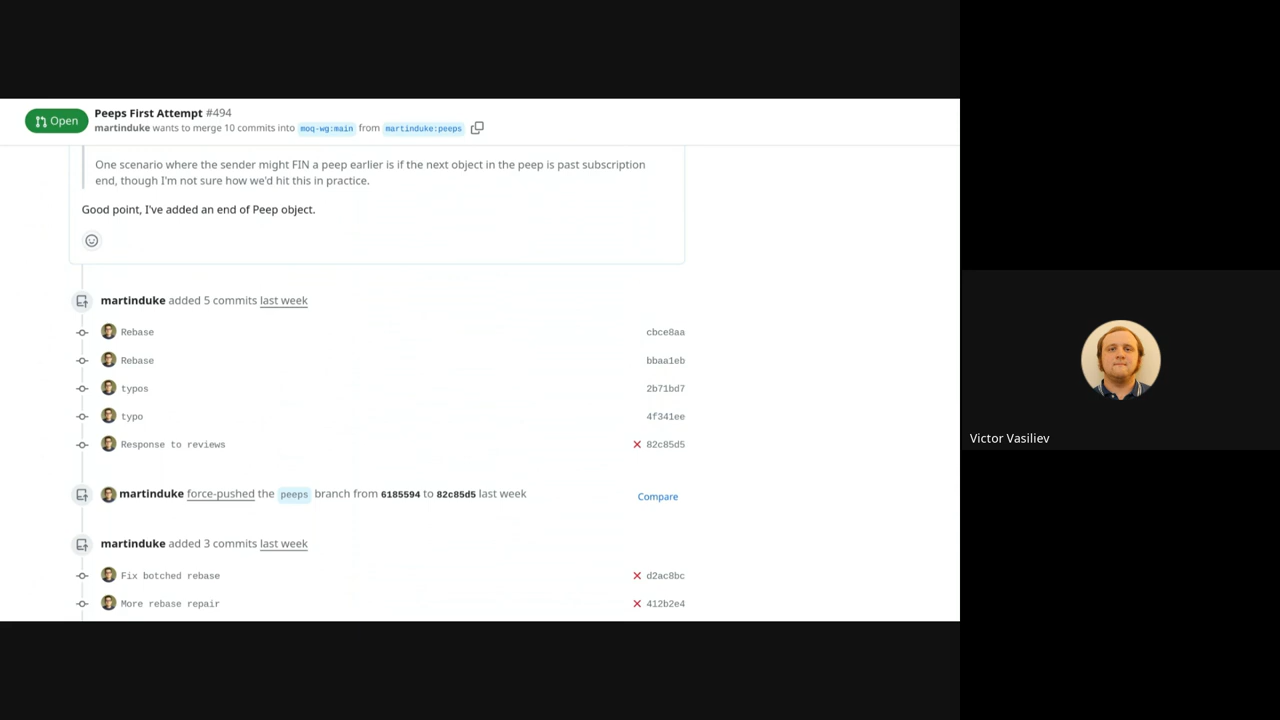 Open
Peeps First Attempt #494
martinduke wants to merge 10 commits into moq-wg:main from martinduke:peeps
One scenario where the sender might FIN a peep earlier is if the next object in the peep is past subscription
end, though I'm not sure how we'd hit this in practice.
Good point, I've added an end of Peep object.
martinduke added 5 commits last week
Rebase cbce8aa
Rebase bbaa1eb
typos 2b71bd7
typo 4f341ee
Response to reviews 82c85d5
martinduke force-pushed the peeps branch from 6185594 to 82c85d5 last week
Compare
martinduke added 3 commits last week
Fix botched rebase d2ac8bc
More rebase repair 412b2e4
Victor Vasiliev